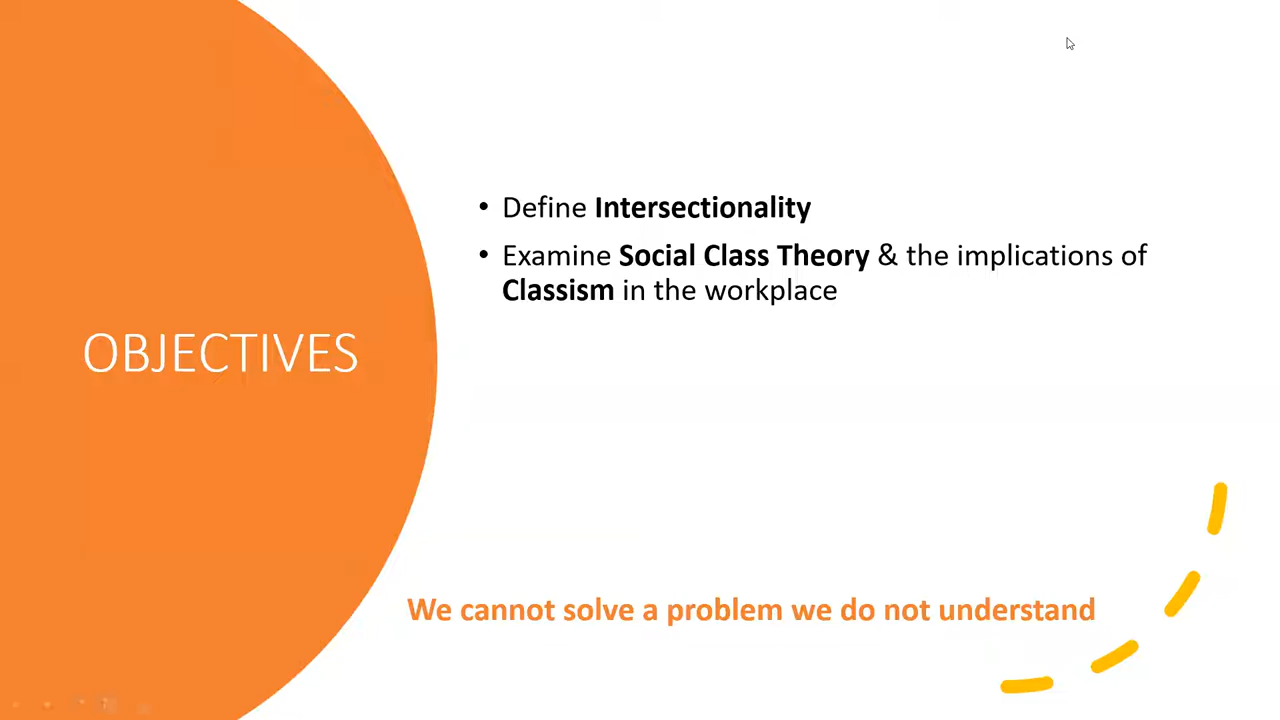 OBJECTIVES
• Define Intersectionality
• Examine Social Class Theory & the implications of
Classism in the workplace
We cannot solve a problem we do not understand